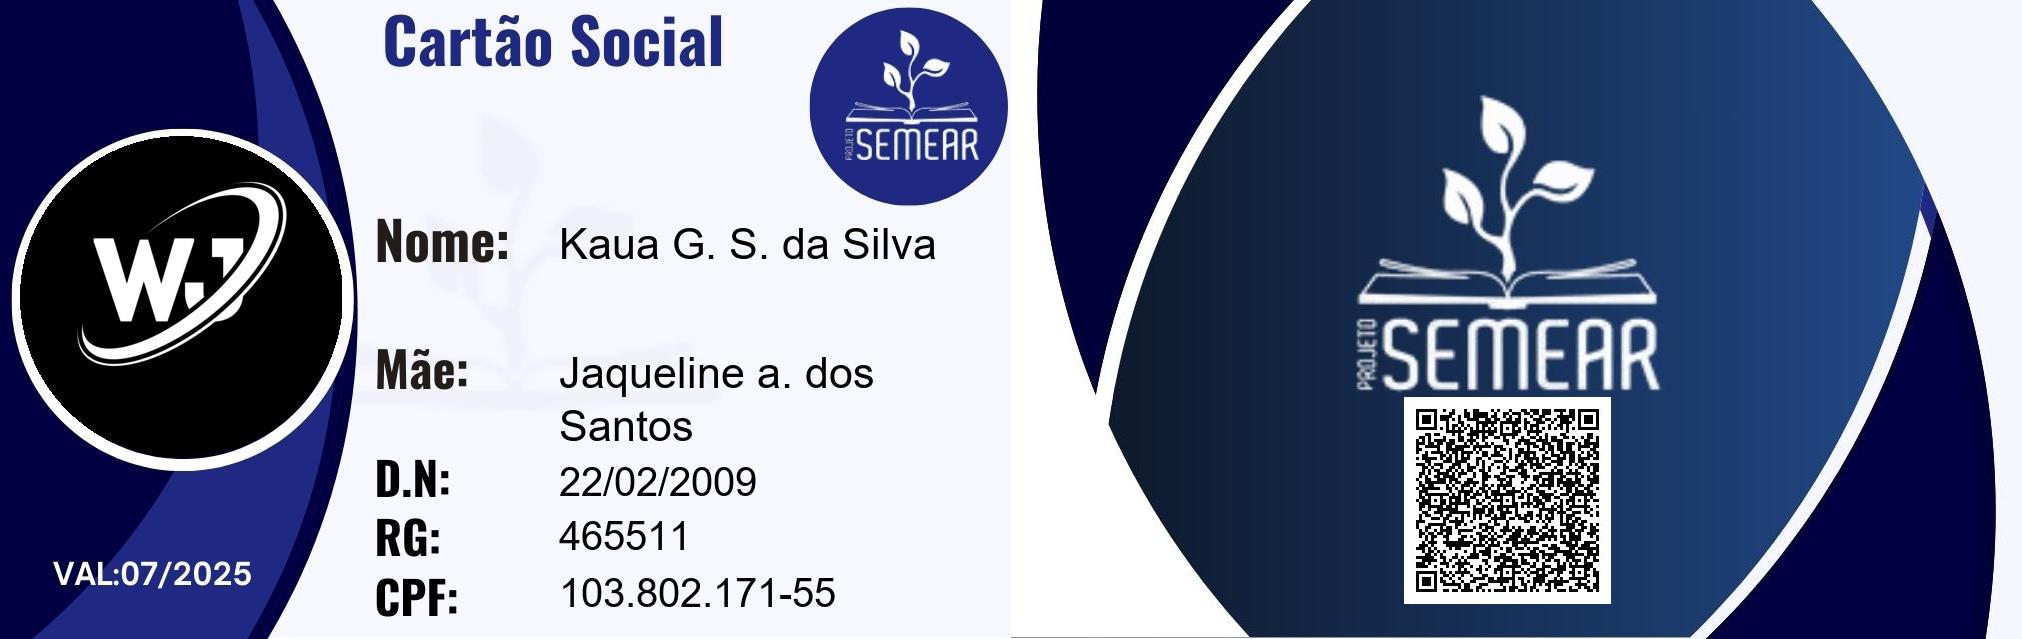 Cartão Social
PROJETO SEMEAR
WJ
Nome: Kaua G. S. da Silva
Mãe: Jaqueline a. dos
Santos
D.N: 22/02/2009
RG: 465511
CPF: 103.802.171-55
VAL:07/2025
PROJETO SEMEAR